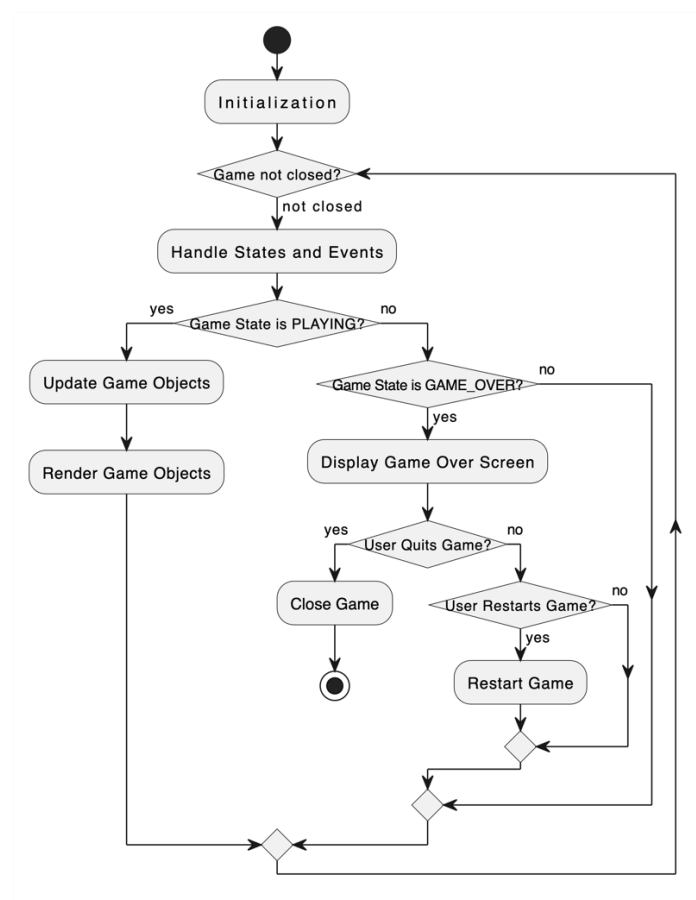 Initialization
Game not closed?
not closed
Handle States and Events
yes
Game State is PLAYING?
no
Update Game Objects
Game State is GAME_OVER?
no
yes
Render Game Objects
Display Game Over Screen
yes
User Quits Game?
no
Close Game
User Restarts Game?
no
yes
Restart Game